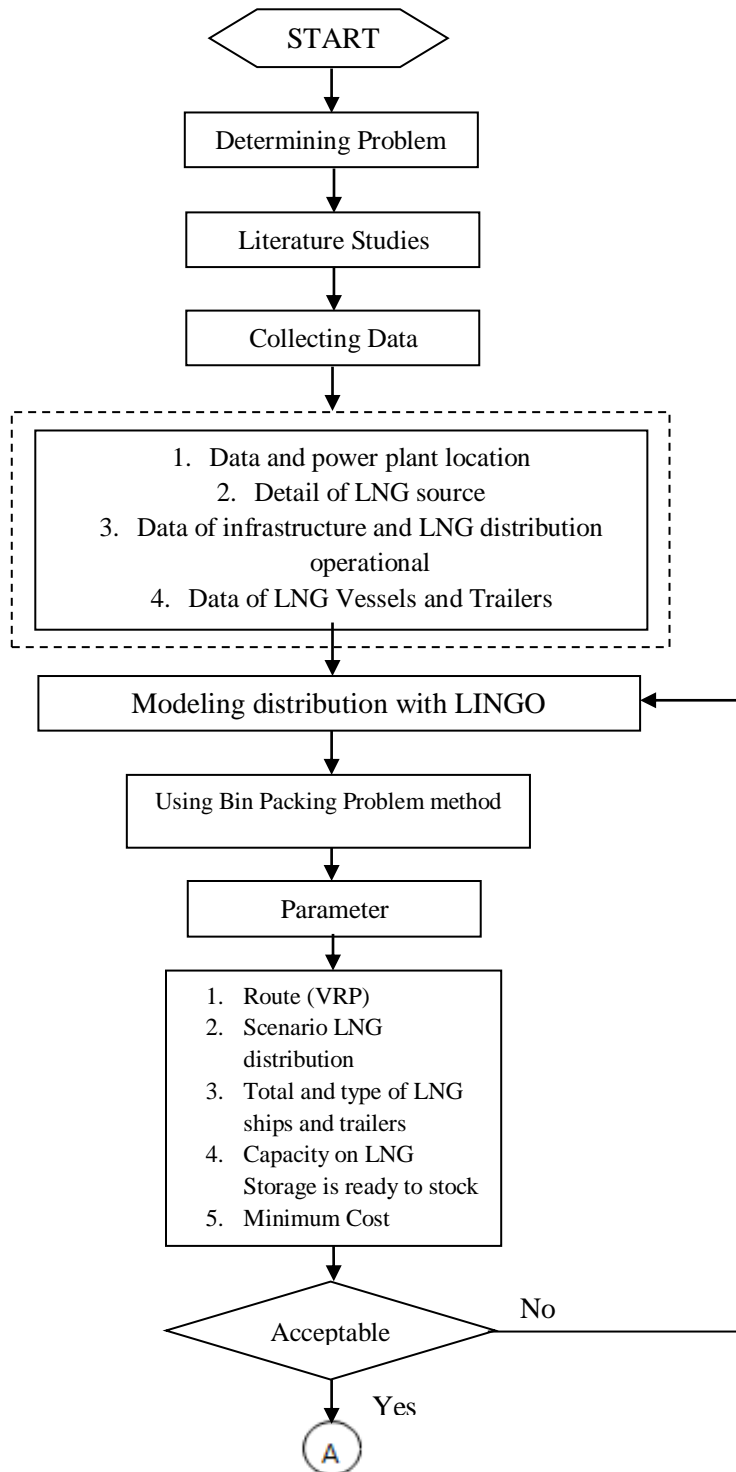 START
Determining Problem
Literature Studies
Collecting Data
1. Data and power plant location
2. Detail of LNG source
3. Data of infrastructure and LNG distribution
operational
4. Data of LNG Vessels and Trailers
Modeling distribution with LINGO
Using Bin Packing Problem method
Parameter
1. Route (VRP)
2. Scenario LNG
distribution
3. Total and type of LNG
ships and trailers
4. Capacity on LNG
Storage is ready to stock
5. Minimum Cost
No
Acceptable
Yes
A